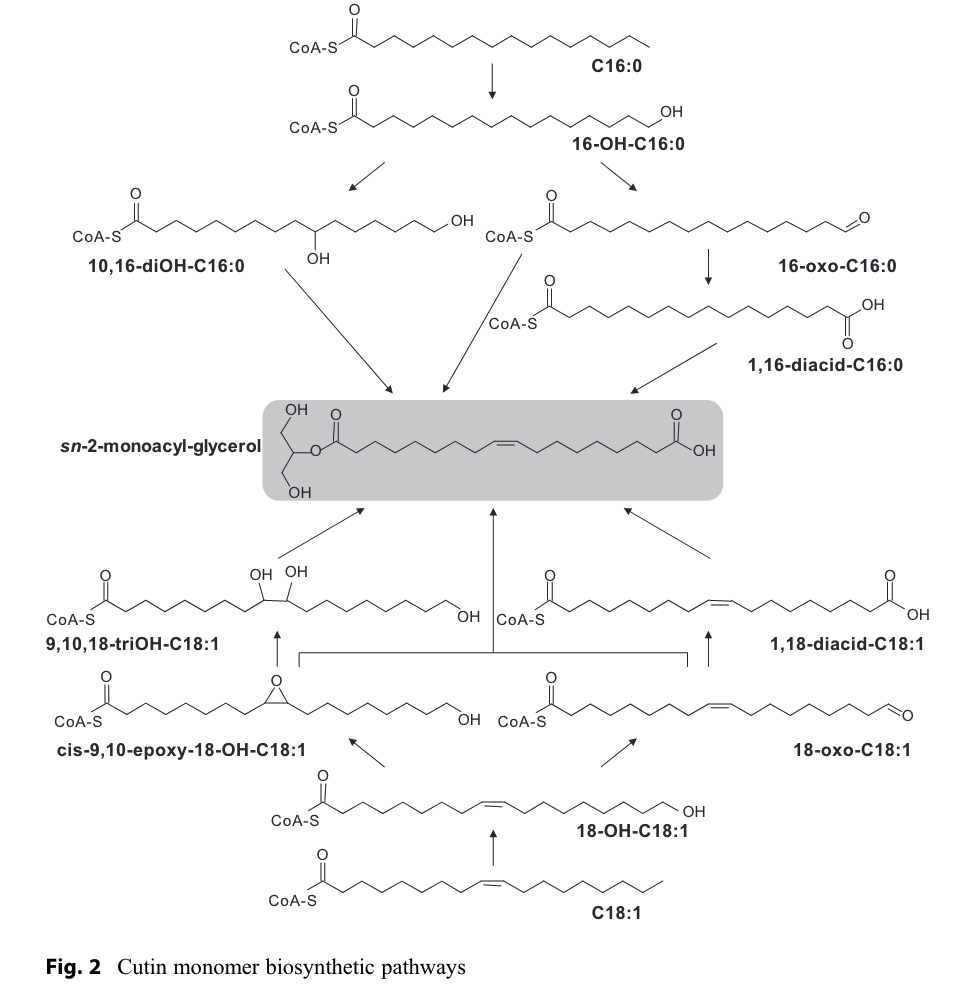 O
CoA-S
C16:0
O
OH
CoA-S
16-OH-C16:0
O
OH
CoA-S
OH
10,16-diOH-C16:0
O
O
CoA-S
16-oxo-C16:0
O
OH
CoA-S
O
1,16-diacid-C16:0
sn-2-monoacyl-glycerol
OH
O
O
O
OH
OH
O
OH
OH
OH
CoA-S
9,10,18-triOH-C18:1
O
O
OH
CoA-S
1,18-diacid-C18:1
O
O
OH
CoA-S
cis-9,10-epoxy-18-OH-C18:1
O
O
CoA-S
18-oxo-C18:1
O
OH
CoA-S
18-OH-C18:1
O
CoA-S
C18:1
Fig. 2 Cutin monomer biosynthetic pathways